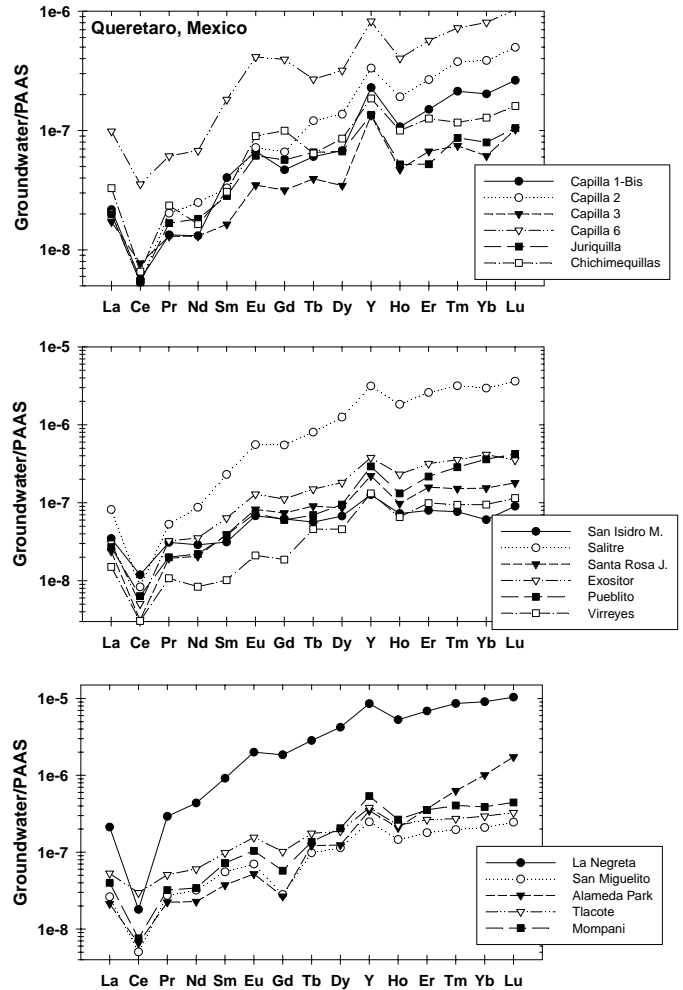 Queretaro, Mexico
Groundwater/PAAS
1e-6
1e-7
1e-8
La Ce Pr Nd Sm Eu Gd Tb Dy Y Ho Er Tm Yb Lu
Capilla 1-Bis
Capilla 2
Capilla 3
Capilla 6
Juriquilla
Chichimequillas
Groundwater/PAAS
1e-5
1e-6
1e-7
1e-8
La Ce Pr Nd Sm Eu Gd Tb Dy Y Ho Er Tm Yb Lu
San Isidro M.
Salitre
Santa Rosa J.
Exositor
Pueblito
Virreyes
Groundwater/PAAS
1e-5
1e-6
1e-7
1e-8
La Ce Pr Nd Sm Eu Gd Tb Dy Y Ho Er Tm Yb Lu
La Negreta
San Miguelito
Alameda Park
Tlacote
Mompani